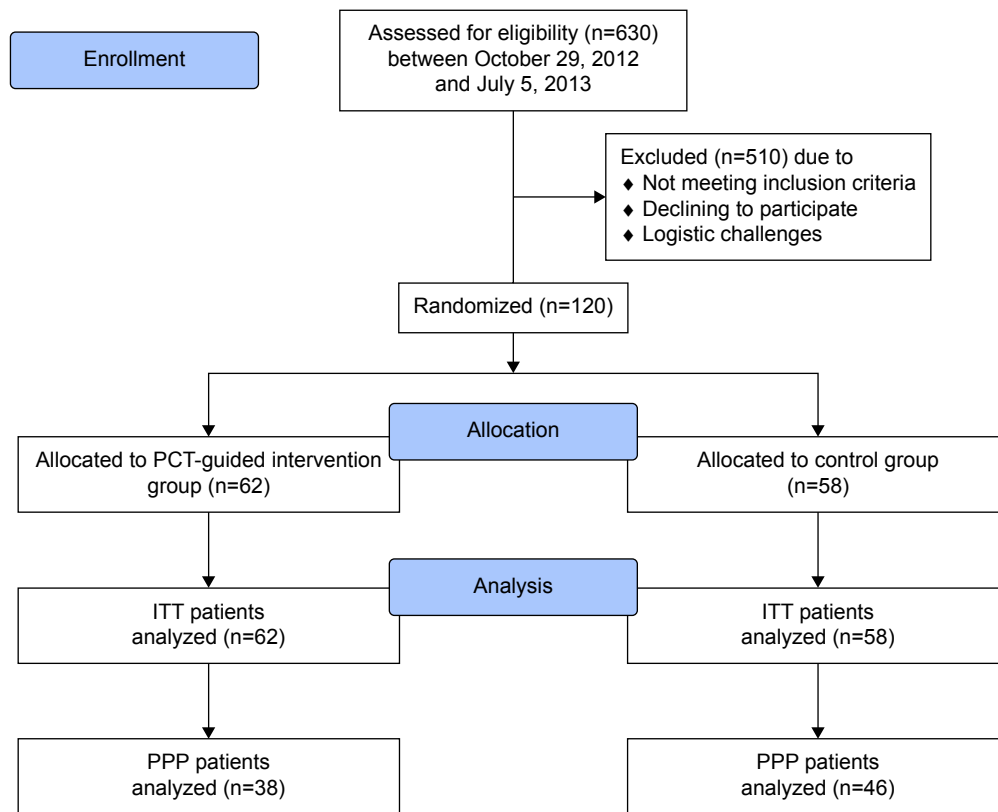 Enrollment
Assessed for eligibility (n=630)
between October 29, 2012
and July 5, 2013
Excluded (n=510) due to
♦ Not meeting inclusion criteria
♦ Declining to participate
♦ Logistic challenges
Randomized (n=120)
Allocation
Allocated to PCT-guided intervention
group (n=62)
Allocated to control group
(n=58)
Analysis
ITT patients
analyzed (n=62)
ITT patients
analyzed (n=58)
PPP patients
analyzed (n=38)
PPP patients
analyzed (n=46)